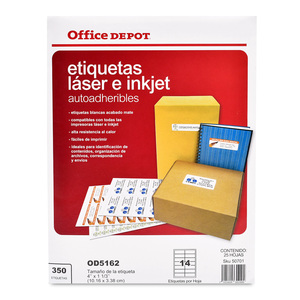 Office DEPOT
etiquetas
láser e inkjet
autoadheribles
• etiquetas blancas acabado mate
• compatibles con todas las
impresoras láser e inkjet
• alta resistencia al calor
• fáciles de imprimir
• Ideales para identificación de
contenidos, organización de
archivos, correspondencia
y envíos
OD5162
350
ETIQUETAS
Tamaño de la etiqueta
4" x 1 1/3"
(10.16 x 3.38 cm)
14
Etiquetas por Hoja
CONTENIDO
25 HOJAS
Sku 50701